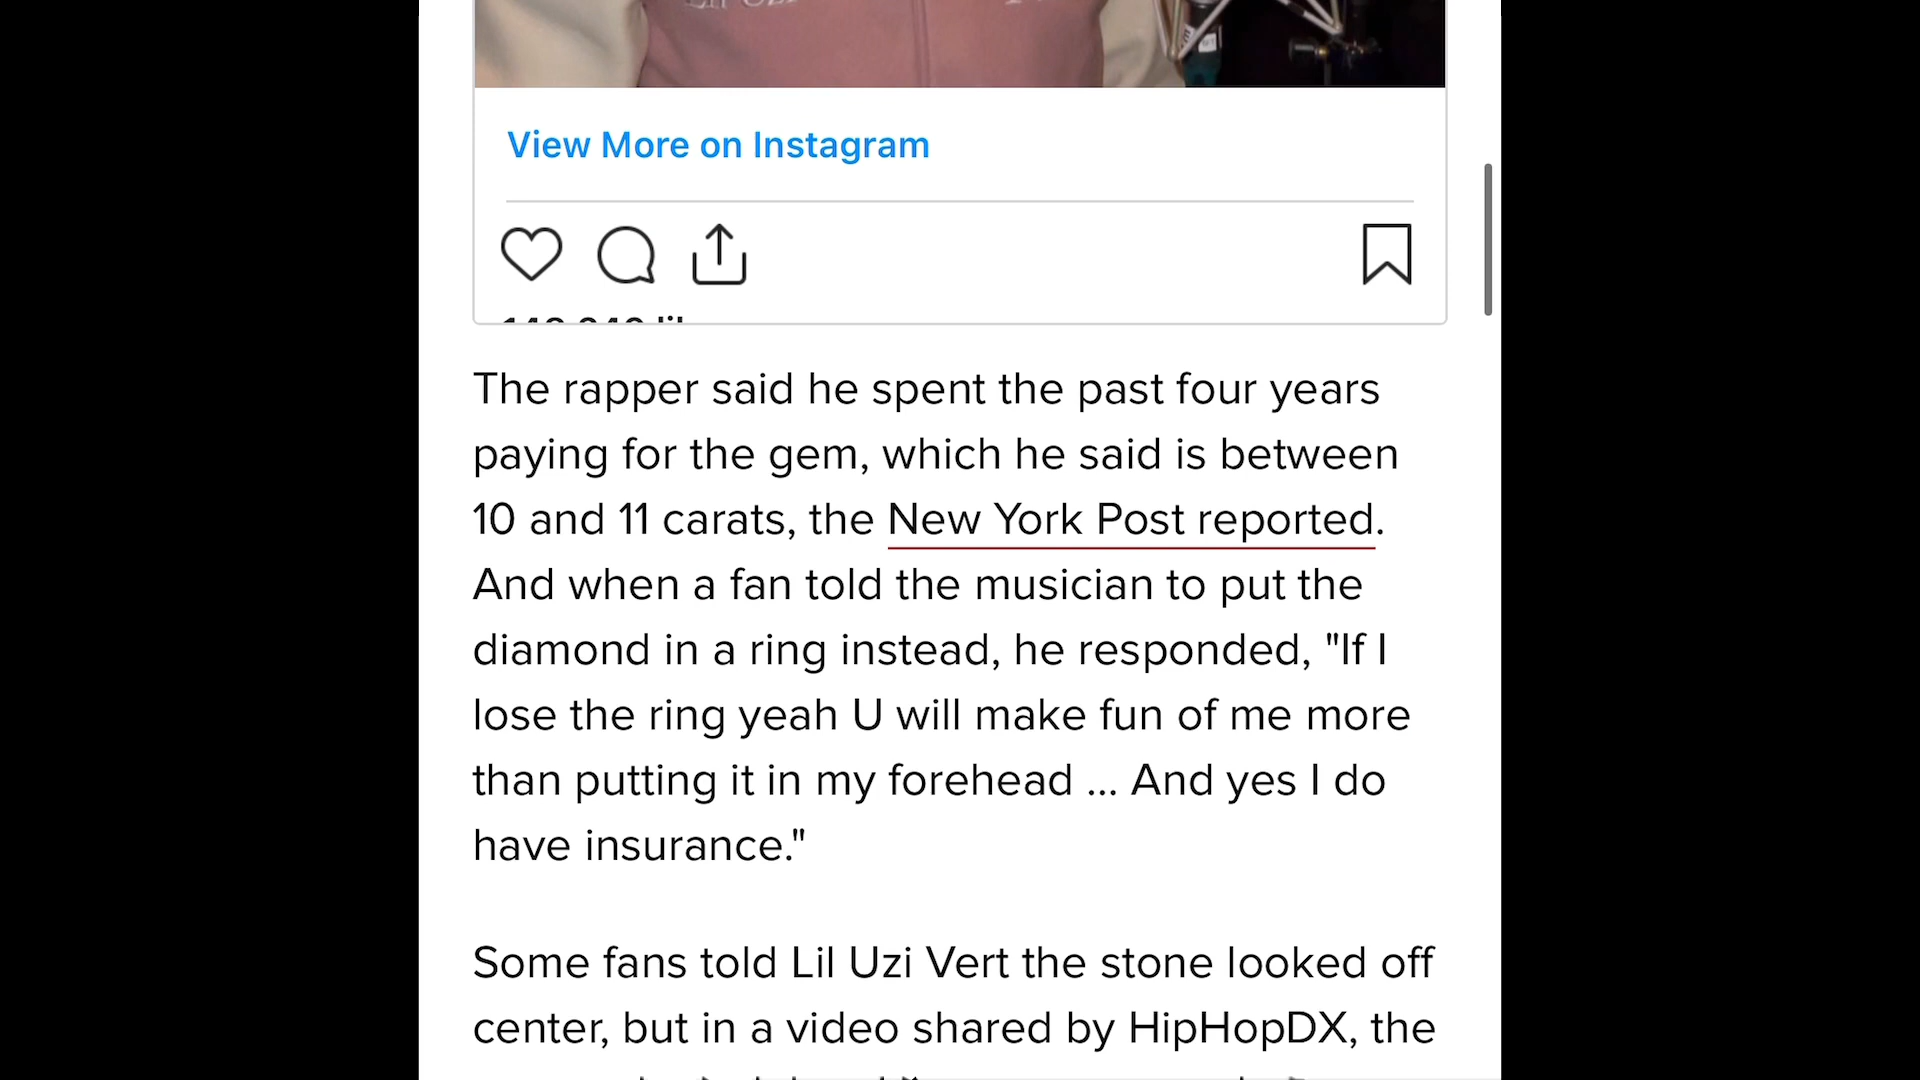 Lil Uzi
View More on Instagram
The rapper said he spent the past four years
paying for the gem, which he said is between
10 and 11 carats, the New York Post reported.
And when a fan told the musician to put the
diamond in a ring instead, he responded, "If I
lose the ring yeah U will make fun of me more
than putting it in my forehead ... And yes I do
have insurance."
Some fans told Lil Uzi Vert the stone looked off
center, but in a video shared by HipHopDX, the